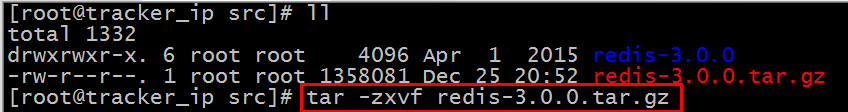 [root@tracker_ip src]# ll
total 1332
drwxrwxr-x. 6 root root    4096 Apr  1  2015 redis-3.0.0
-rw-r--r--. 1 root root 1358081 Dec 25 20:52 redis-3.0.0.tar.gz
[root@tracker_ip src]# tar -zxvf redis-3.0.0.tar.gz